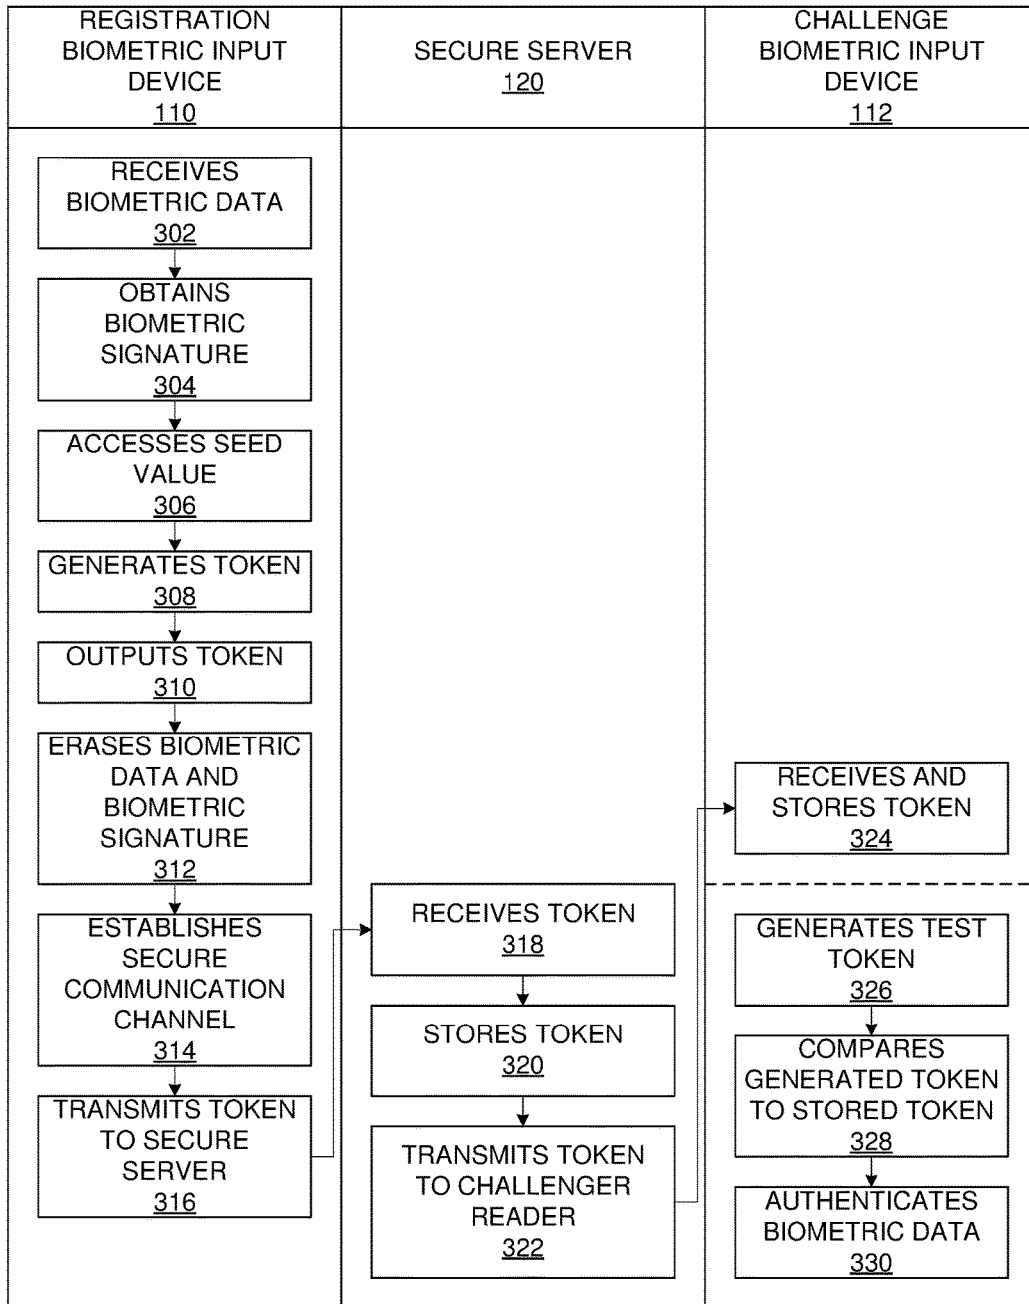 REGISTRATION
BIOMETRIC INPUT
DEVICE
110
SECURE SERVER
120
CHALLENGE
BIOMETRIC INPUT
DEVICE
112
RECEIVES
BIOMETRIC DATA
302
OBTAINS
BIOMETRIC
SIGNATURE
304
ACCESSES SEED
VALUE
306
GENERATES TOKEN
308
OUTPUTS TOKEN
310
ERASES BIOMETRIC
DATA AND
BIOMETRIC
SIGNATURE
312
ESTABLISHES
SECURE
COMMUNICATION
CHANNEL
314
TRANSMITS TOKEN
TO SECURE
SERVER
316
RECEIVES TOKEN
318
STORES TOKEN
320
TRANSMITS TOKEN
TO CHALLENGER
READER
322
RECEIVES AND
STORES TOKEN
324
GENERATES TEST
TOKEN
326
COMPARES
GENERATED TOKEN
TO STORED TOKEN
328
AUTHENTICATES
BIOMETRIC DATA
330